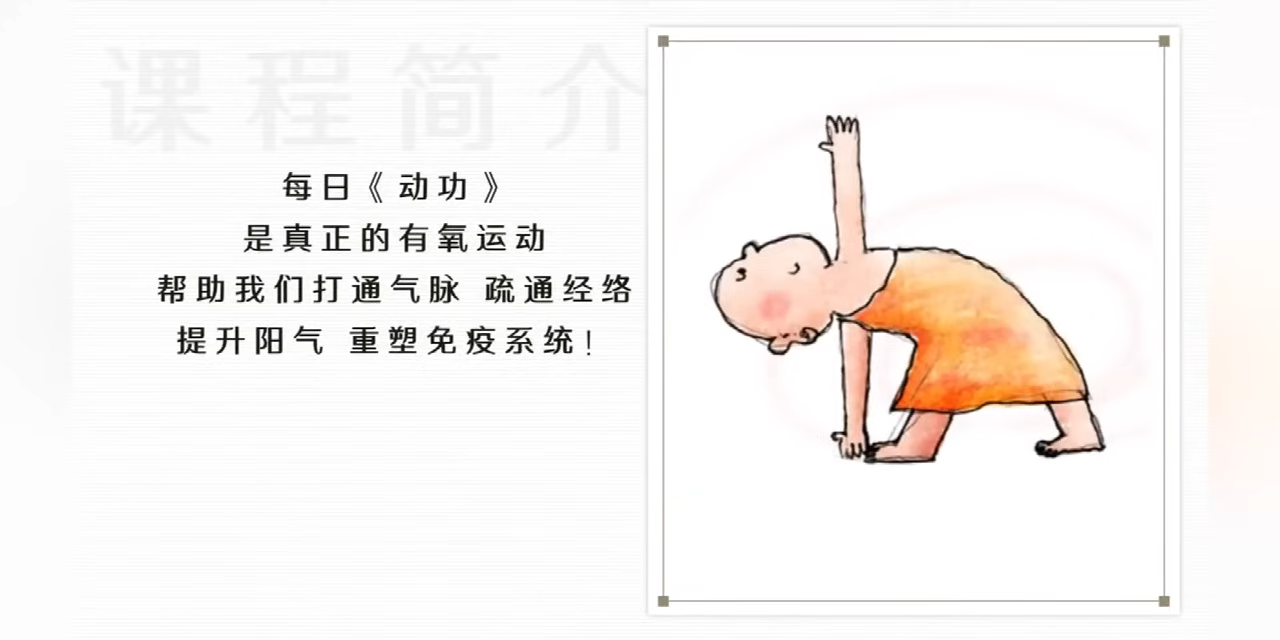 课程简介
每日《动功》
是真正的有氧运动
帮助我们打通气脉 疏通经络
提升阳气 重塑免疫系统!